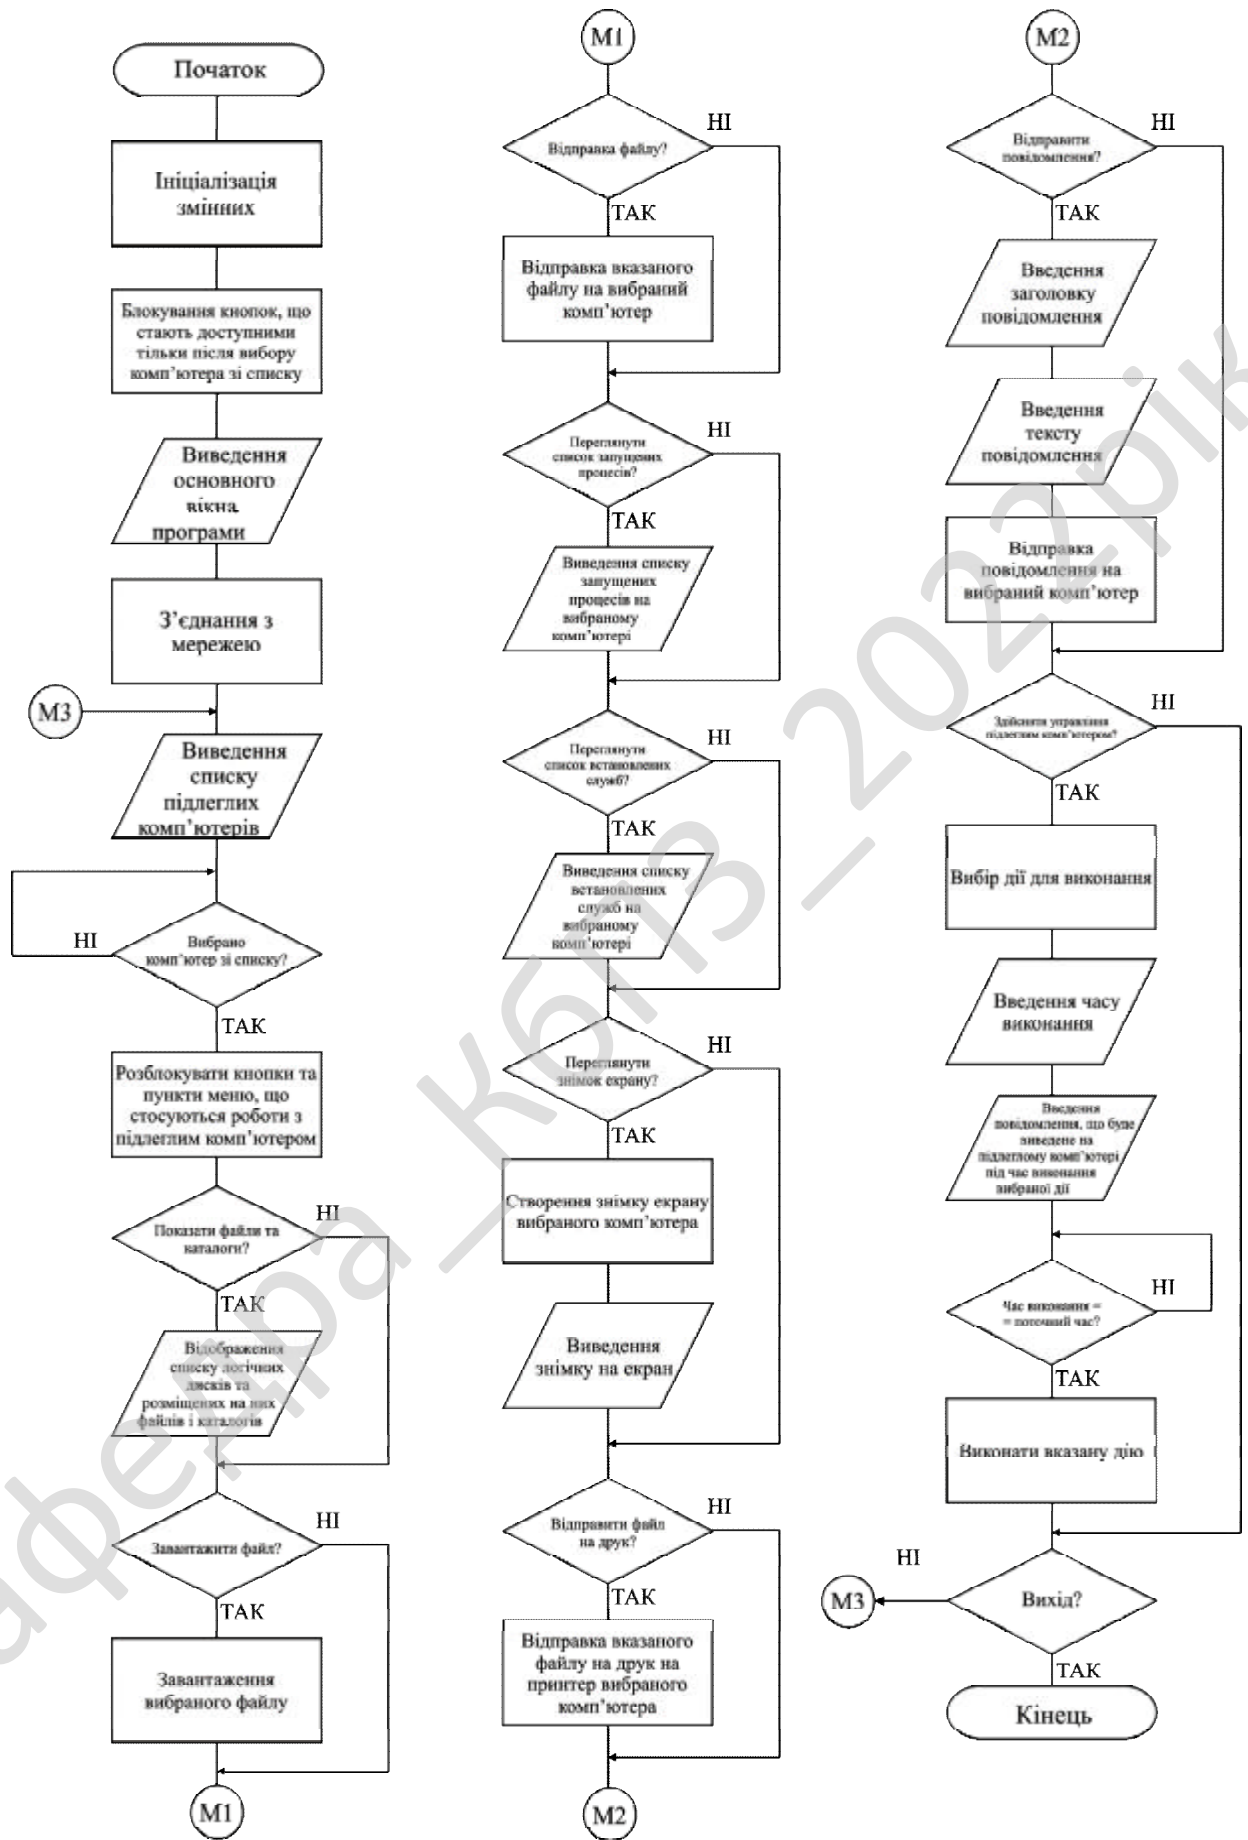 Початок
Ініціалізація
змінних
Блокування кнопок, що
стають доступними
тільки після вибору
комп’ютера зі списку
Виведення
основного
вікна
програми
З’єднання з
мережею
М3
Виведення
списку
підлеглих
комп’ютерів
НІ
Вибрано
комп’ютер зі списку?
ТАК
Розблокувати кнопки та
пункти меню, що
стосуються роботи з
підлеглим комп’ютером
НІ
Показати файли та
каталоги?
ТАК
Відображення
списку логічних
дисків та
розміщених на них
файлів і каталогів
НІ
Завантажити файл?
ТАК
Завантаження
вибраного файлу
М1
М1
НІ
Відправка файлу?
ТАК
Відправка вказаного
файлу на вибраний
комп’ютер
НІ
Переглянути
список запущених
процесів?
ТАК
Виведення списку
запущених
процесів на
вибраному
комп’ютері
НІ
Переглянути
список встановлених
служб?
ТАК
Виведення списку
встановлених
служб на
вибраному
комп’ютері
НІ
Переглянути
знімок екрану?
ТАК
Створення знімку екрану
вибраного комп’ютера
Виведення
знімку на екран
НІ
Відправити файл
на друк?
ТАК
Відправка вказаного
файлу на друк на
принтер вибраного
комп’ютера
М2
М2
НІ
Відправити
повідомлення?
ТАК
Введення
заголовку
повідомлення
Введення
тексту
повідомлення
Відправка
повідомлення на
вибраний комп’ютер
НІ
Здійснити управління
підлеглим комп’ютером?
ТАК
Вибір дії для виконання
Введення часу
виконання
Введення
повідомлення, що буде
виведене на
підлеглому комп’ютері
під час виконання
вибраної дії
НІ
Час виконання =
= поточний час?
ТАК
Виконати вказану дію
НІ
М3
Вихід?
ТАК
Кінець
афедра_КбПЗ_2022рік